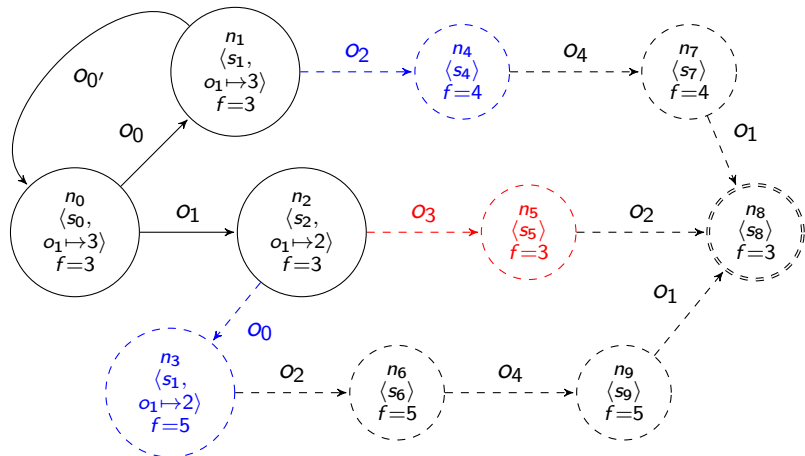 n₁
⟨s₁,
o₁↦3⟩
f=3
o₂
n₄
⟨s₄⟩
f=4
o₄
n₇
⟨s₇⟩
f=4
o₀′
o₀
o₁
n₀
⟨s₀,
o₁↦3⟩
f=3
o₁
n₂
⟨s₂,
o₁↦2⟩
f=3
o₃
n₅
⟨s₅⟩
f=3
o₂
n₈
⟨s₈⟩
f=3
o₀
o₁
n₃
⟨s₁,
o₁↦2⟩
f=5
o₂
n₆
⟨s₆⟩
f=5
o₄
n₉
⟨s₉⟩
f=5